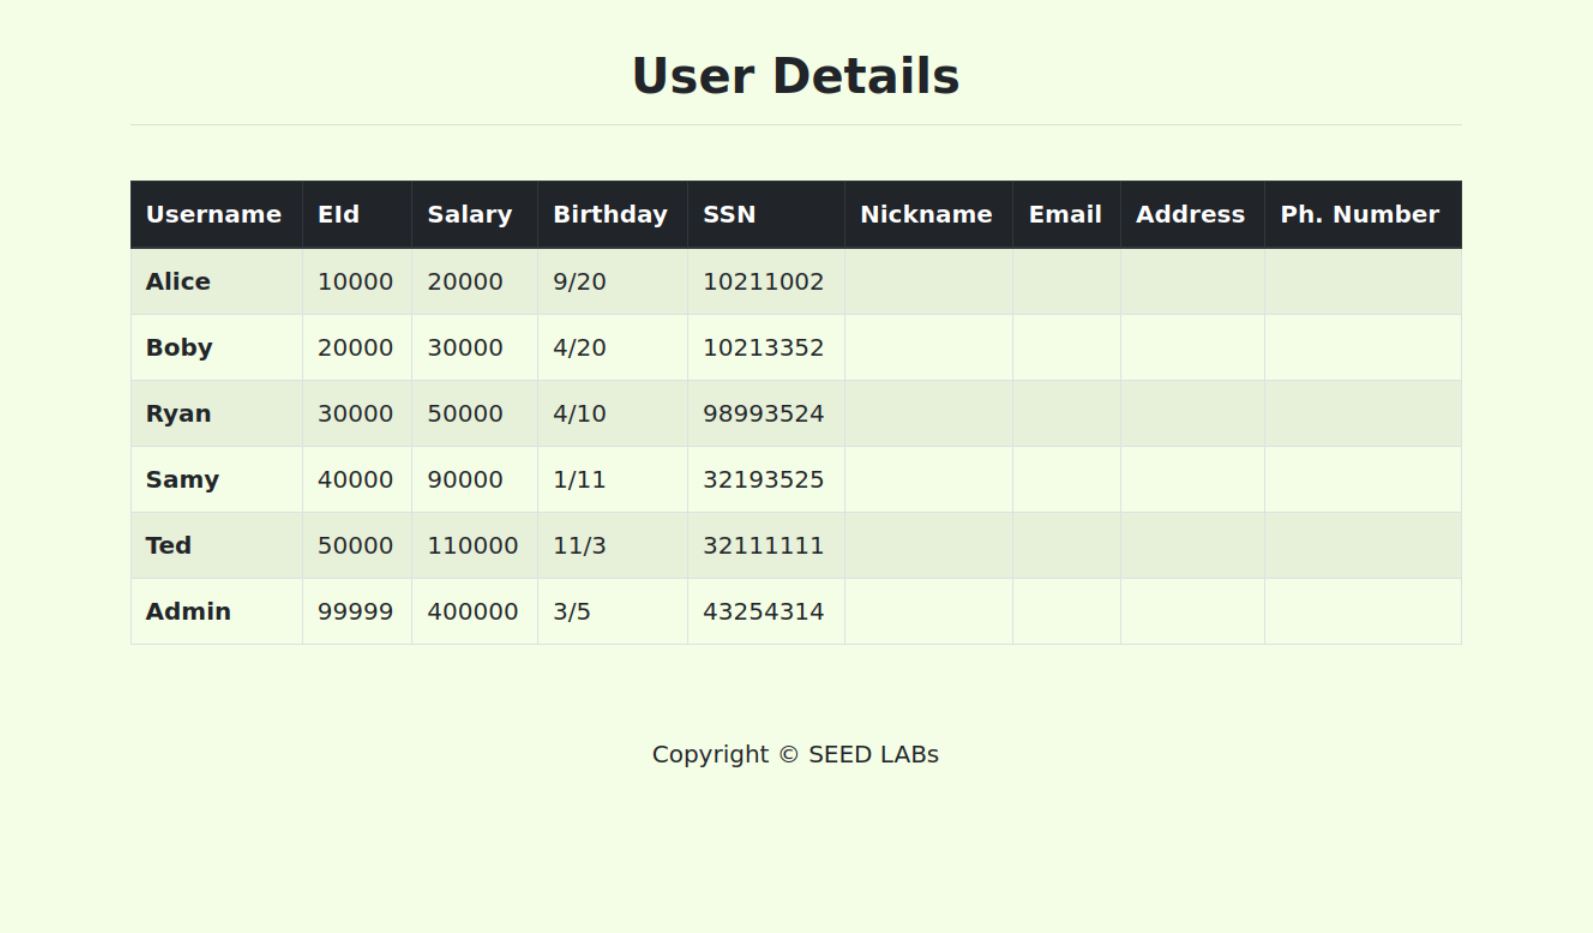 User Details
Username EId Salary Birthday SSN Nickname Email Address Ph. Number
Alice 10000 20000 9/20 10211002
Boby 20000 30000 4/20 10213352
Ryan 30000 50000 4/10 98993524
Samy 40000 90000 1/11 32193525
Ted 50000 110000 11/3 32111111
Admin 99999 400000 3/5 43254314
Copyright © SEED LABs